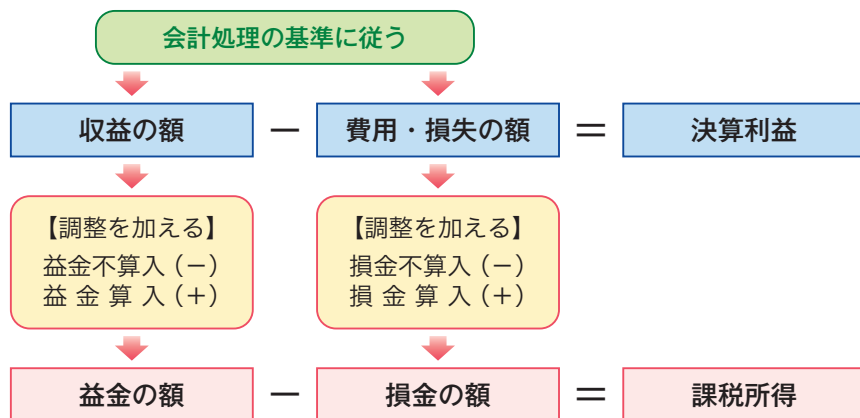 会計処理の基準に従う
収益の額 － 費用・損失の額 ＝ 決算利益
【調整を加える】
益金不算入（－）
益金算入（＋）
【調整を加える】
損金不算入（－）
損金算入（＋）
益金の額 － 損金の額 ＝ 課税所得